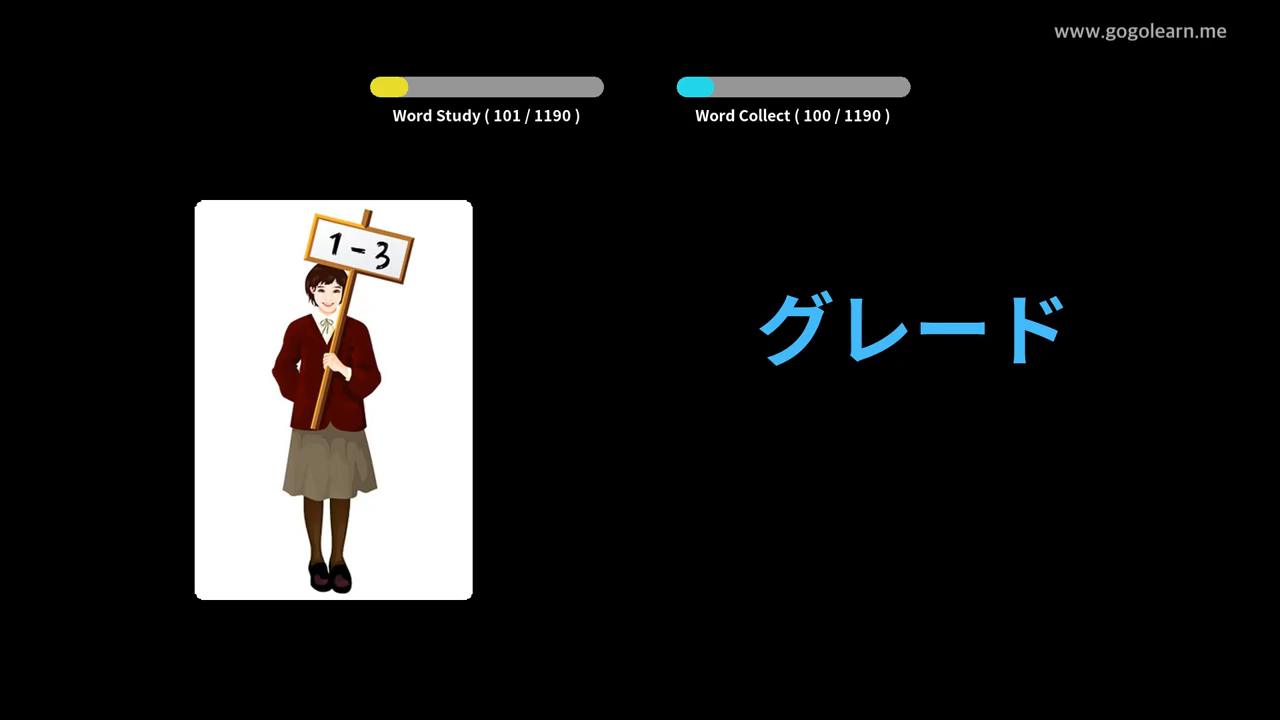 www.gogolearn.me
Word Study ( 101 / 1190 )
Word Collect ( 100 / 1190 )
1 - 3
グレード